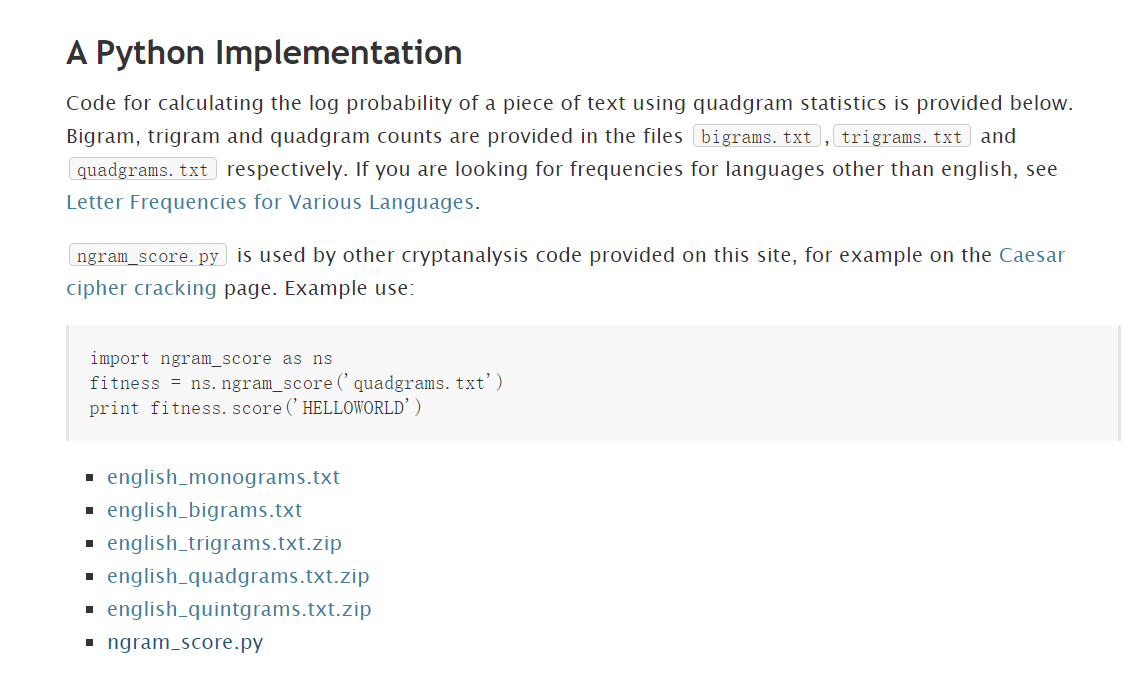 A Python Implementation
Code for calculating the log probability of a piece of text using quadgram statistics is provided below.
Bigram, trigram and quadgram counts are provided in the files bigrams.txt, trigrams.txt and
quadgrams.txt respectively. If you are looking for frequencies for languages other than english, see
Letter Frequencies for Various Languages.
ngram_score.py is used by other cryptanalysis code provided on this site, for example on the Caesar
cipher cracking page. Example use:
import ngram_score as ns
fitness = ns.ngram_score('quadgrams.txt')
print fitness.score('HELLOWORLD')
▪ english_monograms.txt
▪ english_bigrams.txt
▪ english_trigrams.txt.zip
▪ english_quadgrams.txt.zip
▪ english_quintgrams.txt.zip
▪ ngram_score.py